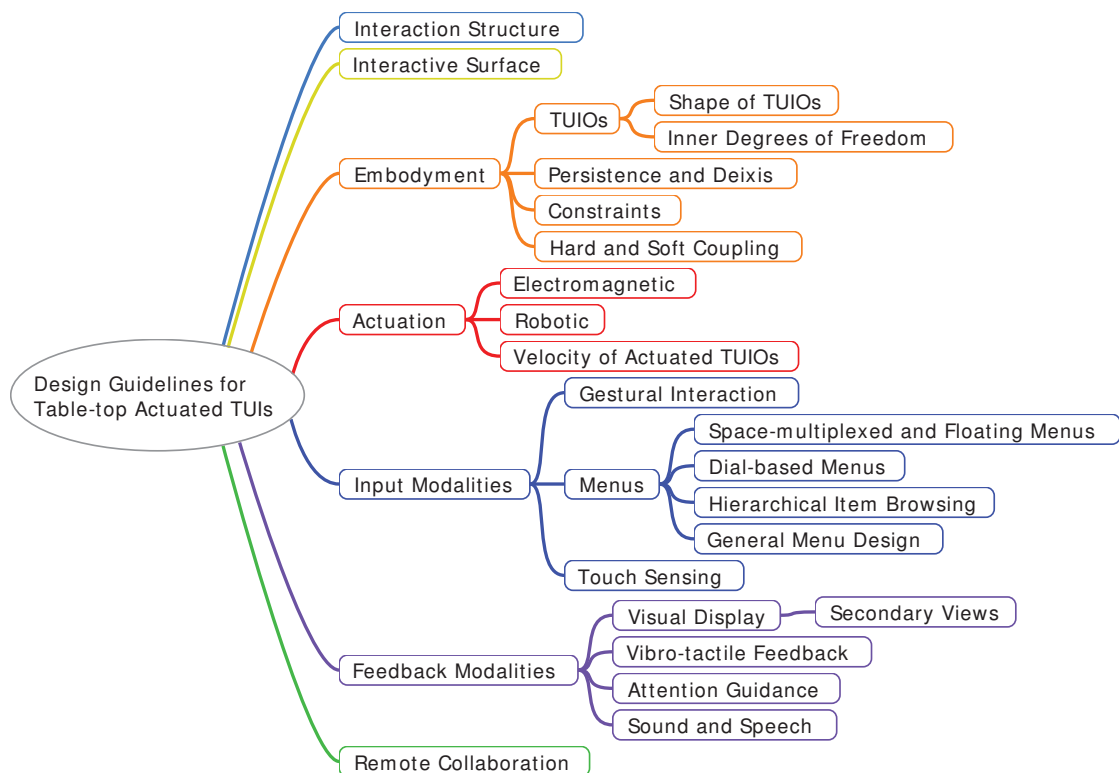 Interaction Structure
Interactive Surface
Shape of TUIOs
TUIOs
Inner Degrees of Freedom
Embodyment
Persistence and Deixis
Constraints
Hard and Soft Coupling
Electromagnetic
Actuation
Robotic
Velocity of Actuated TUIOs
Design Guidelines for
Table-top Actuated TUIs
Gestural Interaction
Space-multiplexed and Floating Menus
Dial-based Menus
Input Modalities
Menus
Hierarchical Item Browsing
General Menu Design
Touch Sensing
Visual Display
Secondary Views
Vibro-tactile Feedback
Feedback Modalities
Attention Guidance
Sound and Speech
Remote Collaboration